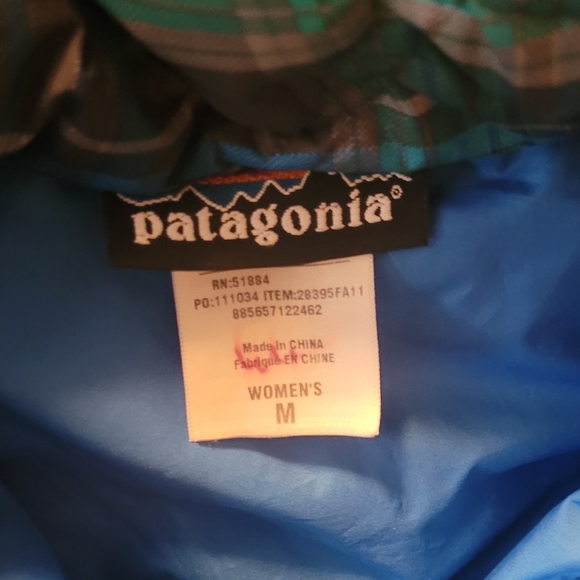 patagonia®
RN:51884
PO:111034 ITEM:28395FA11
885657122462
Made in CHINA
Fabriqué EN CHINE
WOMEN'S
M